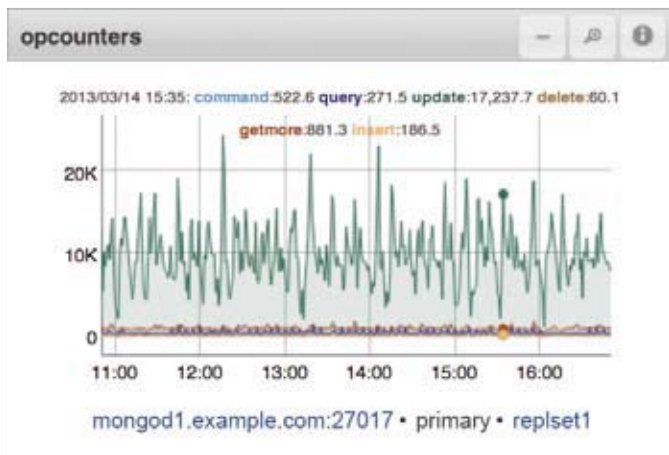 opcounters
2013/03/14 15:35: command:522.6 query:271.5 update:17,237.7 delete:60.1
getmore:881.3 insert:186.5
20K
10K
0
11:00 12:00 13:00 14:00 15:00 16:00
mongod1.example.com:27017 • primary • replset1